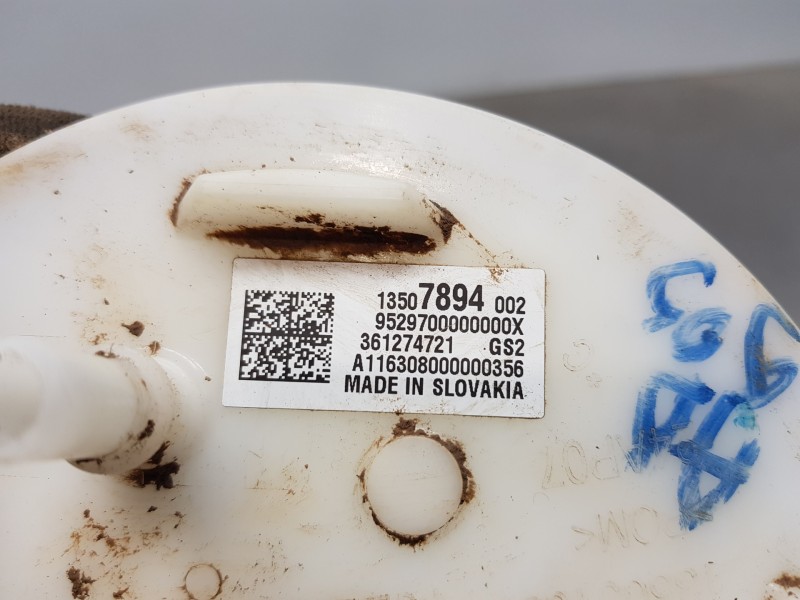 13507894 002
9529700000000X
361274721 GS2
A116308000000356
MADE IN SLOVAKIA